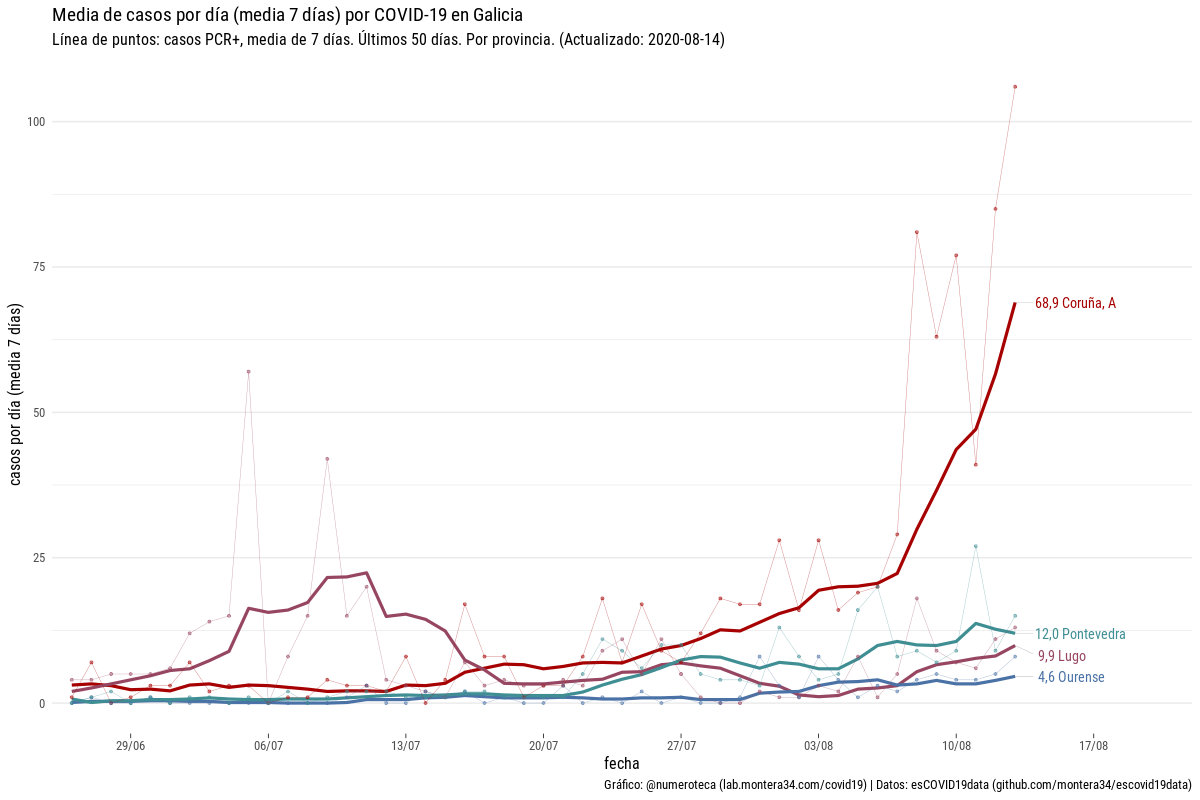 Media de casos por día (media 7 días) por COVID-19 en Galicia
Línea de puntos: casos PCR+, media de 7 días. Últimos 50 días. Por provincia. (Actualizado: 2020-08-14)
casos por día (media 7 días)
100
75
50
25
0
68,9 Coruña, A
12,0 Pontevedra
9,9 Lugo
4,6 Ourense
29/06
06/07
13/07
20/07
27/07
03/08
10/08
17/08
fecha
Gráfico: @numeroteca (lab.montera34.com/covid19) | Datos: esCOVID19data (github.com/montera34/escovid19data)